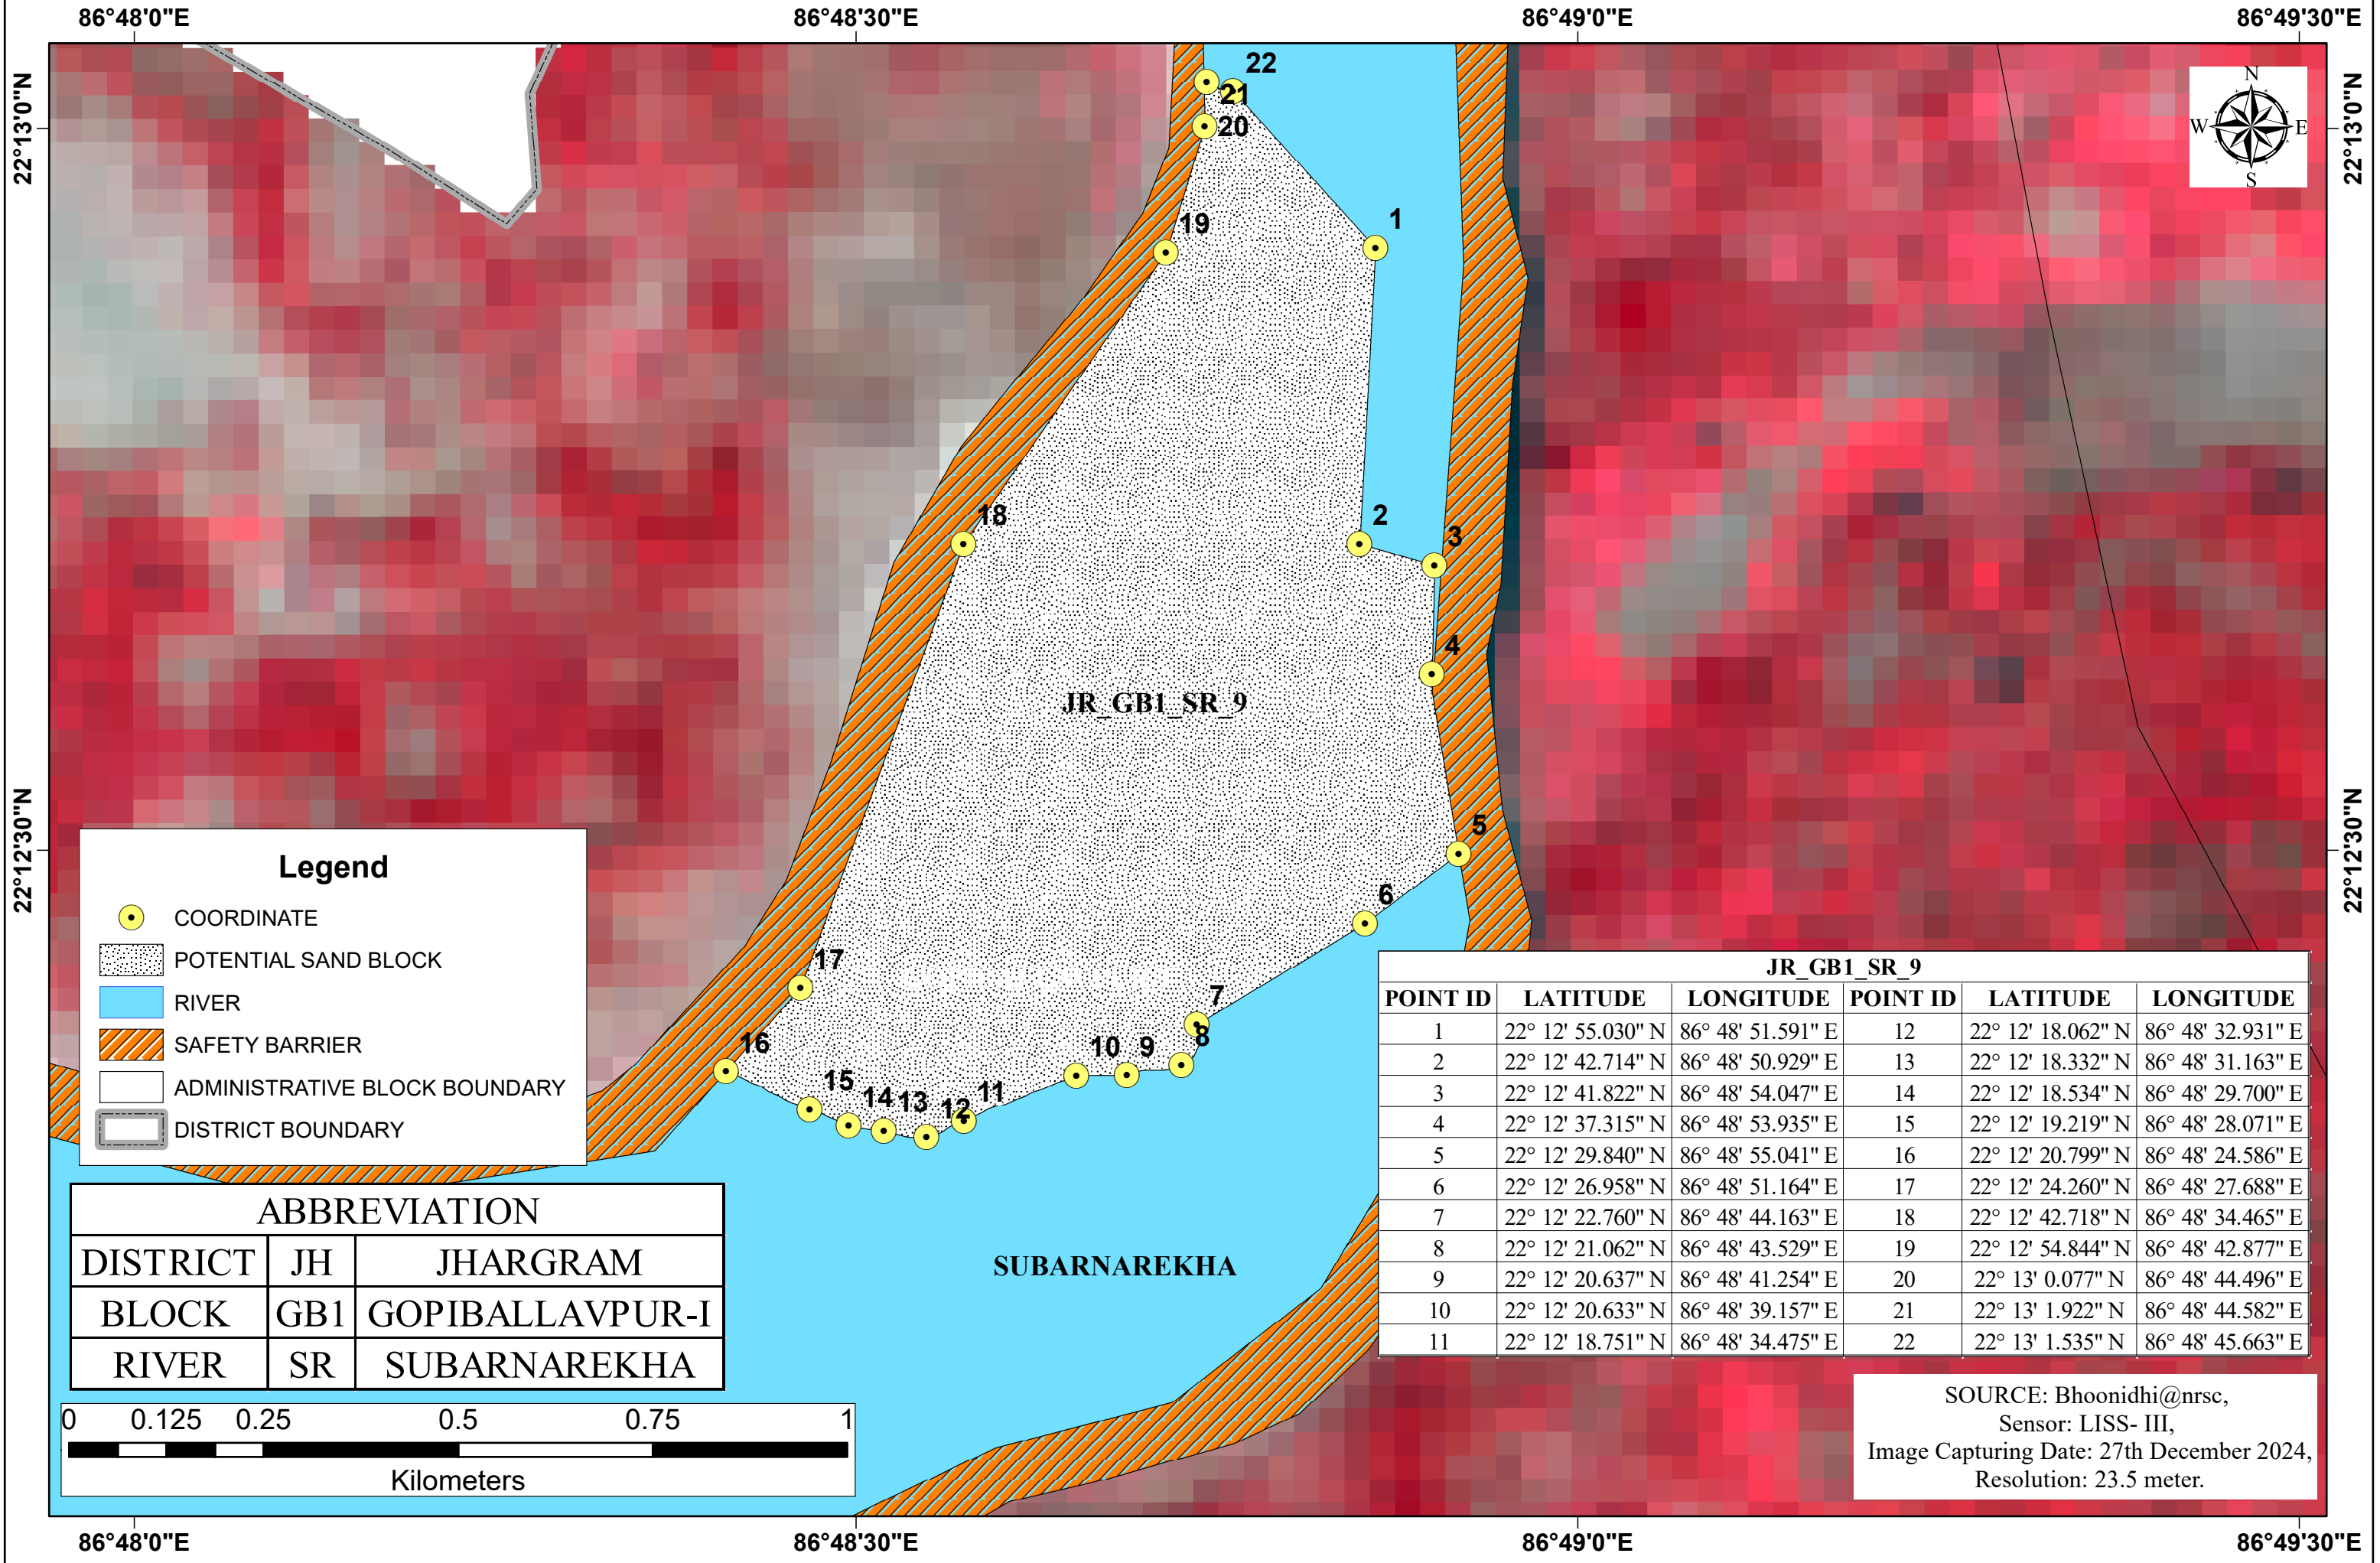 86°48'0"E 86°48'30"E 86°49'0"E 86°49'30"E
22°13'0"N 22°13'0"N
N
W E
S
22
21
20
19
1
18
2
3
4
JR_GB1_SR_9
22°12'30"N 22°12'30"N
5
6
17
7
8
16
10 9
15
14 13 12 11
Legend
COORDINATE
POTENTIAL SAND BLOCK
RIVER
SAFETY BARRIER
ADMINISTRATIVE BLOCK BOUNDARY
DISTRICT BOUNDARY
JR_GB1_SR_9
POINT ID LATITUDE LONGITUDE POINT ID LATITUDE LONGITUDE
1 22° 12' 55.030" N 86° 48' 51.591" E 12 22° 12' 18.062" N 86° 48' 32.931" E
2 22° 12' 42.714" N 86° 48' 50.929" E 13 22° 12' 18.332" N 86° 48' 31.163" E
3 22° 12' 41.822" N 86° 48' 54.047" E 14 22° 12' 18.534" N 86° 48' 29.700" E
4 22° 12' 37.315" N 86° 48' 53.935" E 15 22° 12' 19.219" N 86° 48' 28.071" E
5 22° 12' 29.840" N 86° 48' 55.041" E 16 22° 12' 20.799" N 86° 48' 24.586" E
6 22° 12' 26.958" N 86° 48' 51.164" E 17 22° 12' 24.260" N 86° 48' 27.688" E
7 22° 12' 22.760" N 86° 48' 44.163" E 18 22° 12' 42.718" N 86° 48' 34.465" E
8 22° 12' 21.062" N 86° 48' 43.529" E 19 22° 12' 54.844" N 86° 48' 42.877" E
9 22° 12' 20.637" N 86° 48' 41.254" E 20 22° 13' 0.077" N 86° 48' 44.496" E
10 22° 12' 20.633" N 86° 48' 39.157" E 21 22° 13' 1.922" N 86° 48' 44.582" E
11 22° 12' 18.751" N 86° 48' 34.475" E 22 22° 13' 1.535" N 86° 48' 45.663" E
ABBREVIATION
DISTRICT JH JHARGRAM
BLOCK GB1 GOPIBALLAVPUR-I
RIVER SR SUBARNAREKHA
SUBARNAREKHA
0 0.125 0.25 0.5 0.75 1
Kilometers
SOURCE: Bhoonidhi@nrsc,
Sensor: LISS- III,
Image Capturing Date: 27th December 2024,
Resolution: 23.5 meter.
86°48'0"E 86°48'30"E 86°49'0"E 86°49'30"E